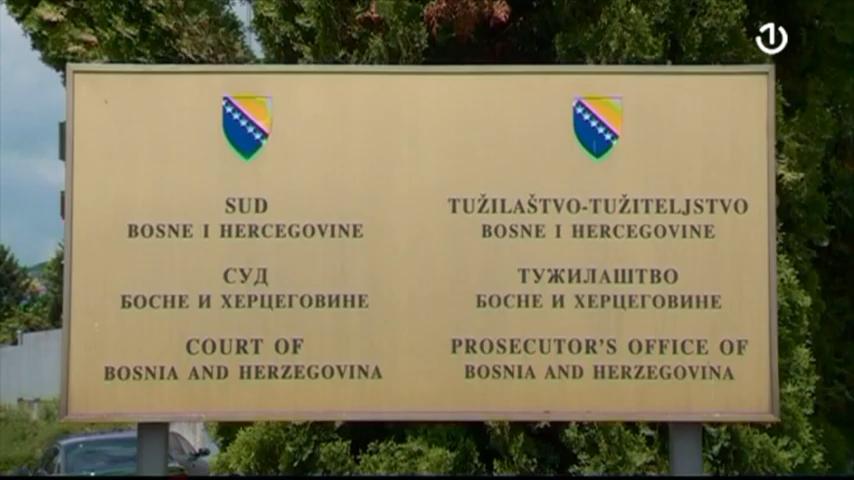 SUD
BOSNE I HERCEGOVINE
СУД
БОСНЕ И ХЕРЦЕГОВИНЕ
COURT OF
BOSNIA AND HERZEGOVINA
TUŽILAŠTVO-TUŽITELJSTVO
BOSNE I HERCEGOVINE
ТУЖИЛАШТВО
БОСНЕ И ХЕРЦЕГОВИНЕ
PROSECUTOR'S OFFICE OF
BOSNIA AND HERZEGOVINA
1